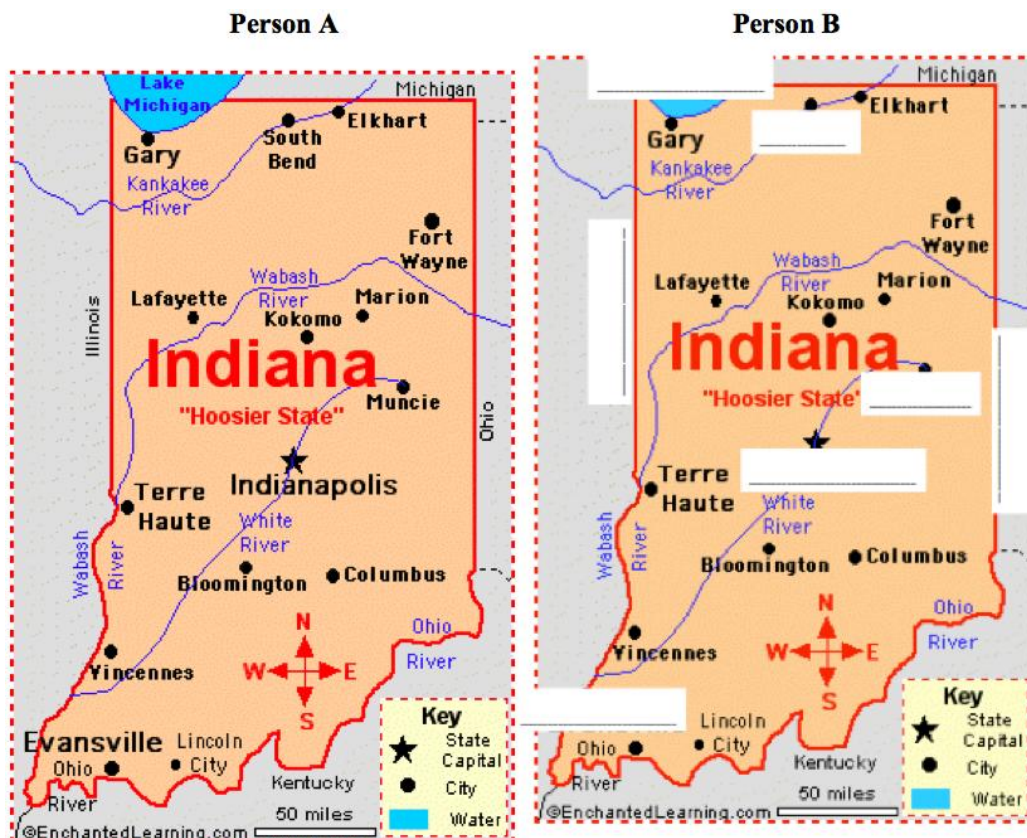 Person A
Lake
Michigan
Michigan
Elkhart
South
Bend
Gary
Kankakee
River
Fort
Wayne
Wabash
River
Lafayette
Marion
Kokomo
Illinois
Indiana
"Hoosier State"
Muncie
Ohio
Indianapolis
Terre
Haute
White
River
Wabash
River
Bloomington
Columbus
N
W
E
S
Ohio
River
Vincennes
Evansville
Lincoln
City
Ohio
River
Kentucky
Key
State
Capital
City
Water
50 miles
©EnchantedLearning.com
Person B
Michigan
Elkhart
Gary
Kankakee
River
Fort
Wayne
Wabash
River
Lafayette
Marion
Kokomo
Indiana
"Hoosier State"
Terre
Haute
White
River
Wabash
River
Bloomington
Columbus
N
W
E
S
Ohio
River
Vincennes
Lincoln
City
Ohio
River
Kentucky
Key
State
Capital
City
Water
50 miles
©EnchantedLearning.com